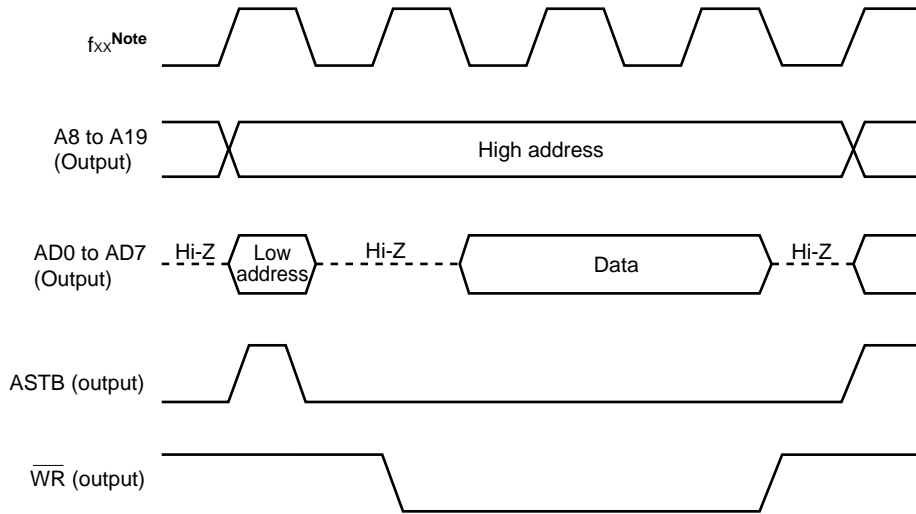 fXXNote
A8 to A19
(Output)
High address
AD0 to AD7
(Output)
Hi-Z
Low
address
Hi-Z
Data
Hi-Z
ASTB (output)
WR (output)